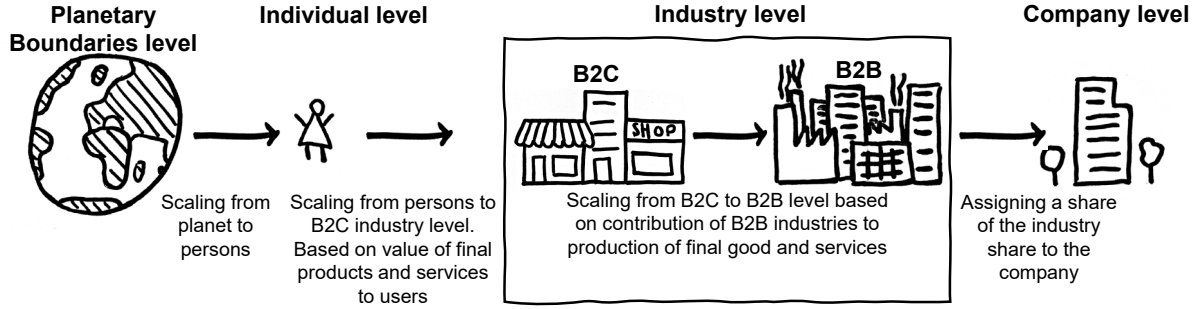 Planetary
Boundaries level
Individual level
Industry level
Company level
B2C
B2B
SHOP
Scaling from
planet to
persons
Scaling from persons to
B2C industry level.
Based on value of final
products and services
to users
Scaling from B2C to B2B level based
on contribution of B2B industries to
production of final good and services
Assigning a share
of the industry
share to the
company